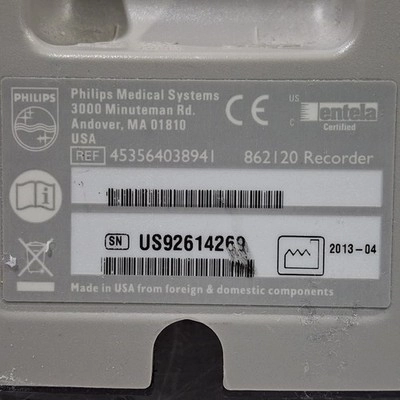 PHILIPS
Philips Medical Systems
3000 Minuteman Rd.
Andover, MA 01810
USA
REF 453564038941 862120 Recorder
CE
US
C
entela
Certified
SN US92614269
2013-04
Made in USA from foreign & domestic components